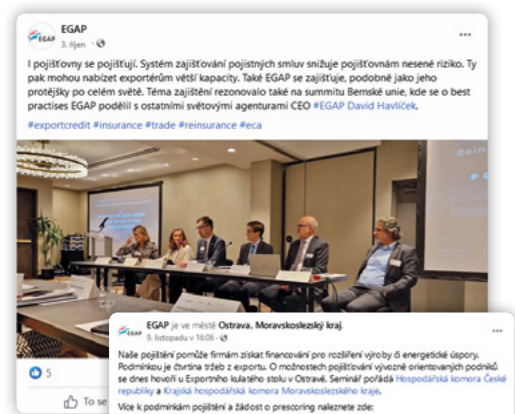 EGAP
3. říjen ·
I pojišťovny se pojišťují. Systém zajišťování pojistných smluv snižuje pojišťovnám nesené riziko. Ty
pak mohou nabízet exportérům větší kapacity. Také EGAP se zajišťuje, podobně jako jeho
protějšky po celém světě. Téma zajištění rezonovalo také na summitu Bernské unie, kde se o best
practises EGAP podělil s ostatními světovými agenturami CEO #EGAP David Havlíček.
#exportcredit #insurance #trade #reinsurance #eca
5
To se
EGAP je ve městě Ostrava, Moravskoslezský kraj.
9. listopadu v 16:06 ·
Naše pojištění pomůže firmám získat financování pro rozšíření výroby či energetické úspory.
Podmínkou je čtvrtina tržeb z exportu. O možnostech pojišťování vývozně orientovaných podniků
se dnes hovoří u Exportního kulatého stolu v Ostravě. Seminář pořádá Hospodářská komora České
republiky a Krajská hospodářská komora Moravskoslezského kraje.
Více k podmínkám pojištění a žádost o prescoring naleznete zde: